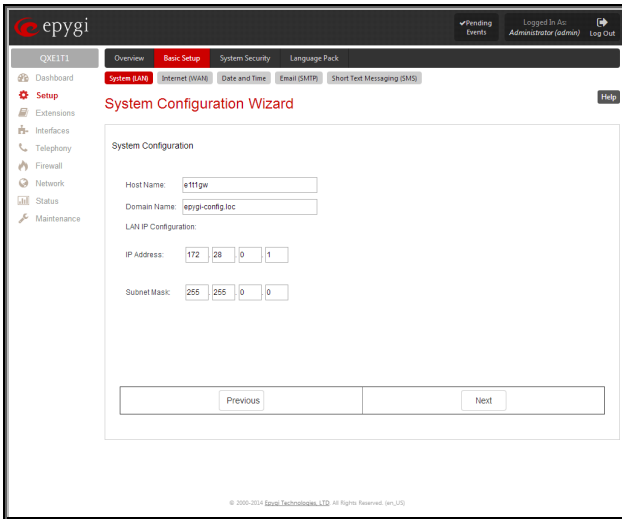 epygi
✔Pending Events
Logged In As:
Administrator (admin)
Log Out
QXE1T1
Overview Basic Setup System Security Language Pack
Dashboard
Setup
Extensions
Interfaces
Telephony
Firewall
Network
Status
Maintenance
System (LAN) Internet (WAN) Date and Time Email (SMTP) Short Text Messaging (SMS)
System Configuration Wizard
Help
System Configuration
Host Name: e1t1gw
Domain Name: epygi-config.loc
LAN IP Configuration:
IP Address: 172 . 28 . 0 . 1
Subnet Mask: 255 . 255 . 0 . 0
Previous Next
© 2000-2014 Epygi Technologies, LTD. All Rights Reserved. (en_US)